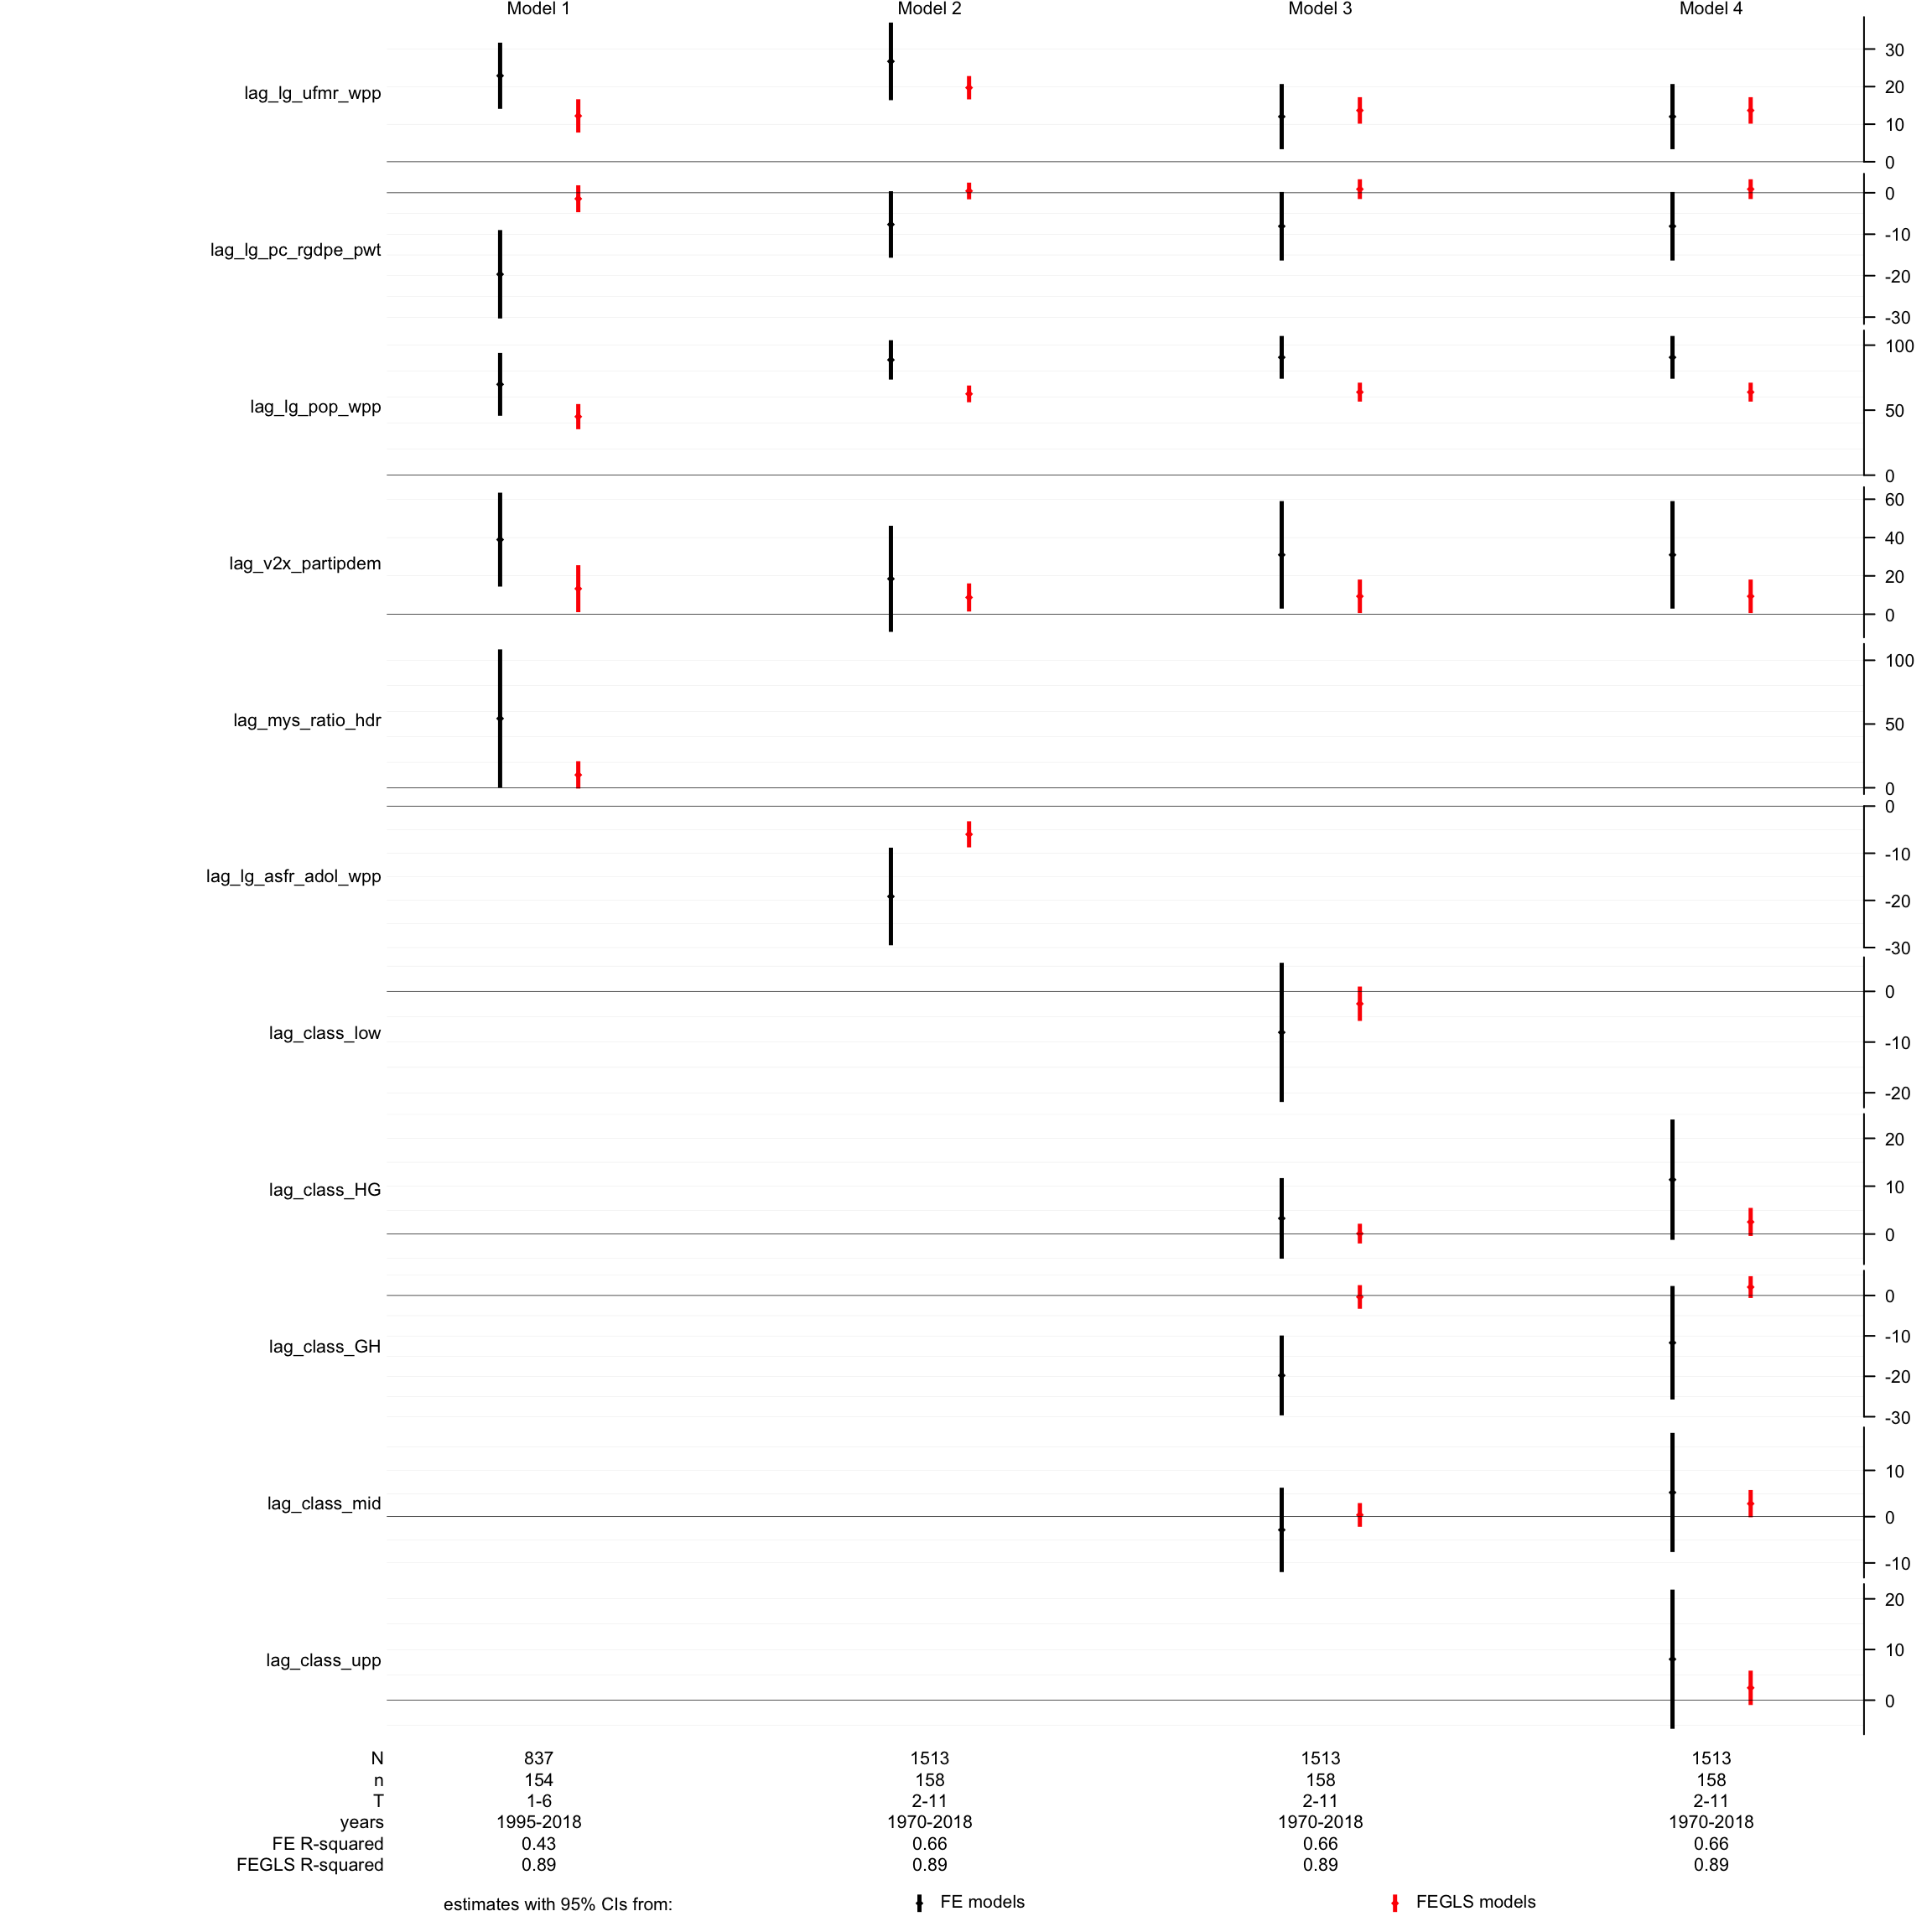 Model 1 Model 2 Model 3 Model 4
lag_lg_ufmr_wpp
30
20
10
0
lag_lg_pc_rgdpe_pwt
0
-10
-20
-30
lag_lg_pop_wpp
100
50
0
lag_v2x_partipdem
60
40
20
0
lag_mys_ratio_hdr
100
50
0
lag_lg_asfr_adol_wpp
0
-10
-20
-30
lag_class_low
0
-10
-20
lag_class_HG
20
10
0
lag_class_GH
0
-10
-20
-30
lag_class_mid
10
0
-10
lag_class_upp
20
10
0
N 837 1513 1513 1513
n 154 158 158 158
T 1-6 2-11 2-11 2-11
years 1995-2018 1970-2018 1970-2018 1970-2018
FE R-squared 0.43 0.66 0.66 0.66
FEGLS R-squared 0.89 0.89 0.89 0.89
estimates with 95% CIs from: FE models FEGLS models